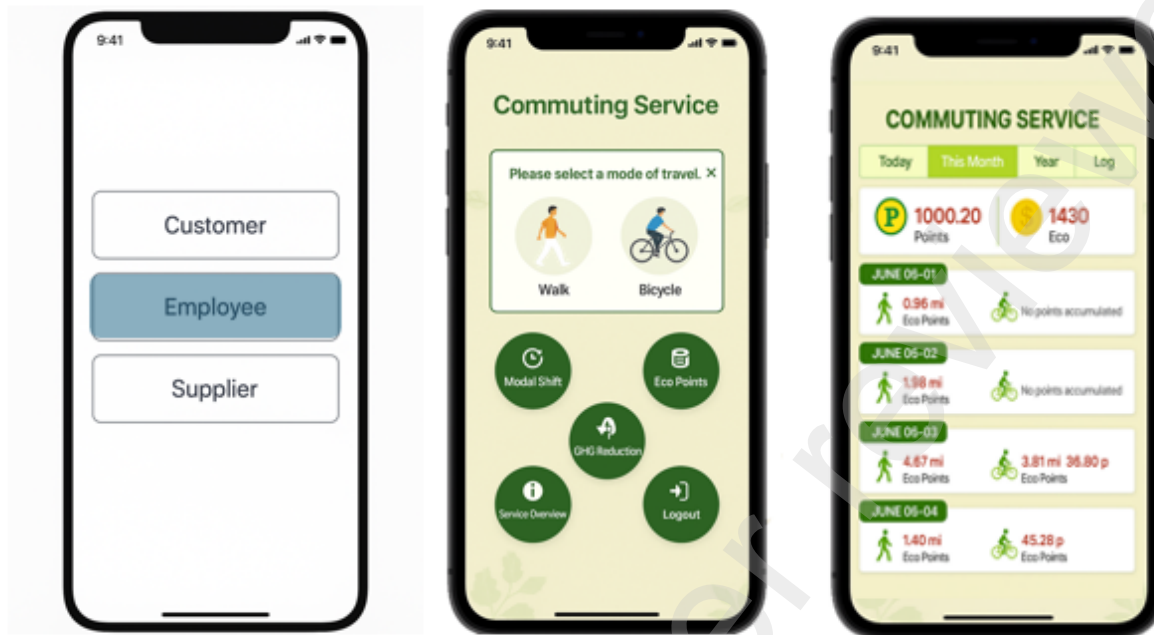 9:41
Customer
Employee
Supplier
9:41
Commuting Service
Please select a mode of travel. ×
Walk Bicycle
Modal Shift Eco Points
GHG Reduction
Service Overview Logout
9:41
COMMUTING SERVICE
Today This Month Year Log
P 1000.20 Points $ 1430 Eco
JUNE 06-01
0.96 mi
Eco Points No points accumulated
JUNE 06-02
1.98 mi
Eco Points No points accumulated
JUNE 06-03
4.67 mi 3.81 mi 36.80 p
Eco Points Eco Points
JUNE 06-04
1.40 mi 45.28 p
Eco Points Eco Points
er review